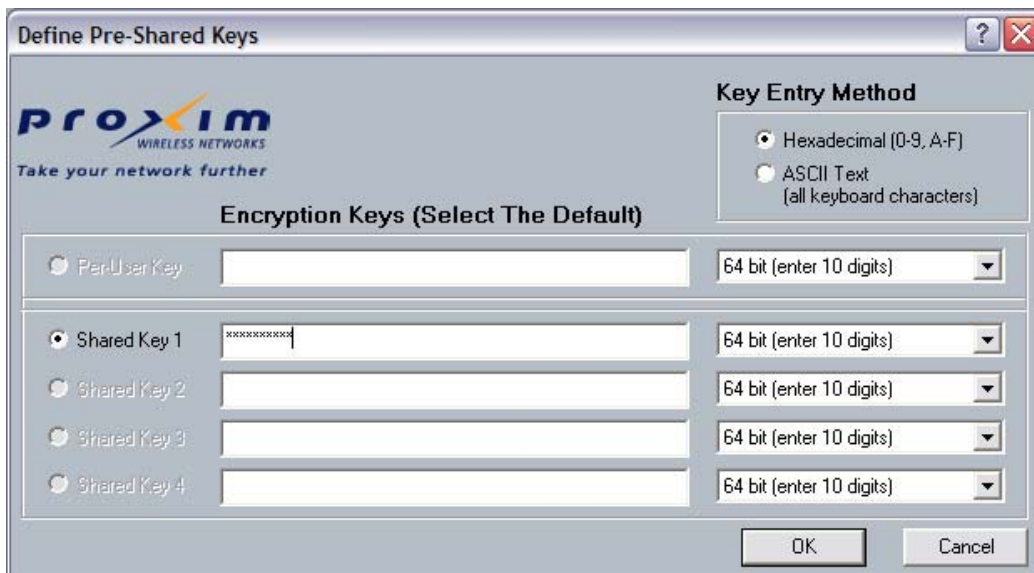 Define Pre-Shared Keys
proxim
WIRELESS NETWORKS
Take your network further
Key Entry Method
Hexadecimal (0-9, A-F)
ASCII Text
(all keyboard characters)
Encryption Keys (Select The Default)
Per-User Key 64 bit (enter 10 digits)
Shared Key 1 xxxxxxxxxx 64 bit (enter 10 digits)
Shared Key 2 64 bit (enter 10 digits)
Shared Key 3 64 bit (enter 10 digits)
Shared Key 4 64 bit (enter 10 digits)
OK Cancel